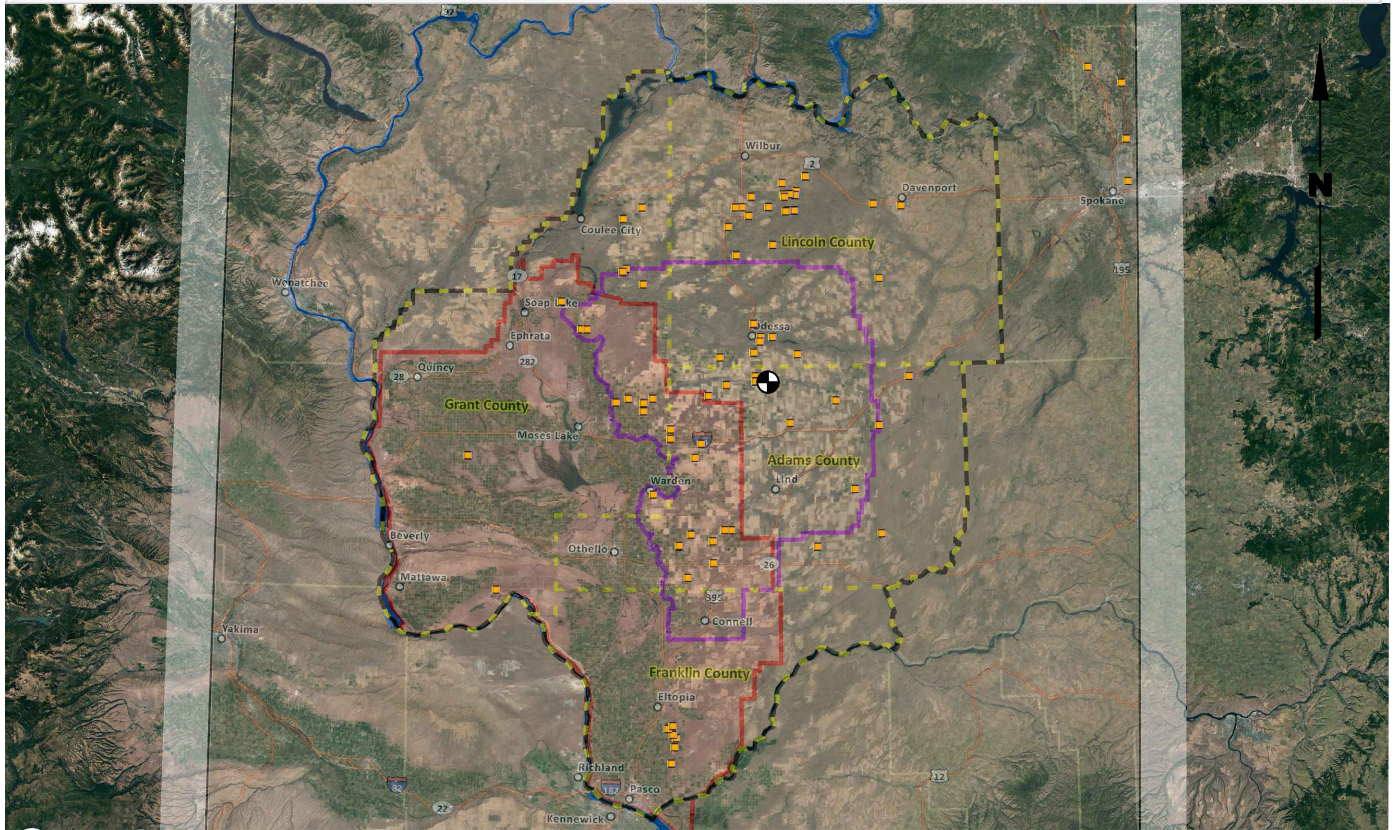 97
Wilbur
2
Davenport
Spokane
N
Coulee City
Lincoln County
17
195
Wenatchee
Soap Lake
Odessa
Ephrata
282
28
Quincy
Grant County
Moses Lake
Adams County
Warden
Lind
Beverly
Othello
26
Mattawa
395
Connell
Yakima
Franklin County
Eltopia
Richland
12
82
182
Pasco
22
Kennewick